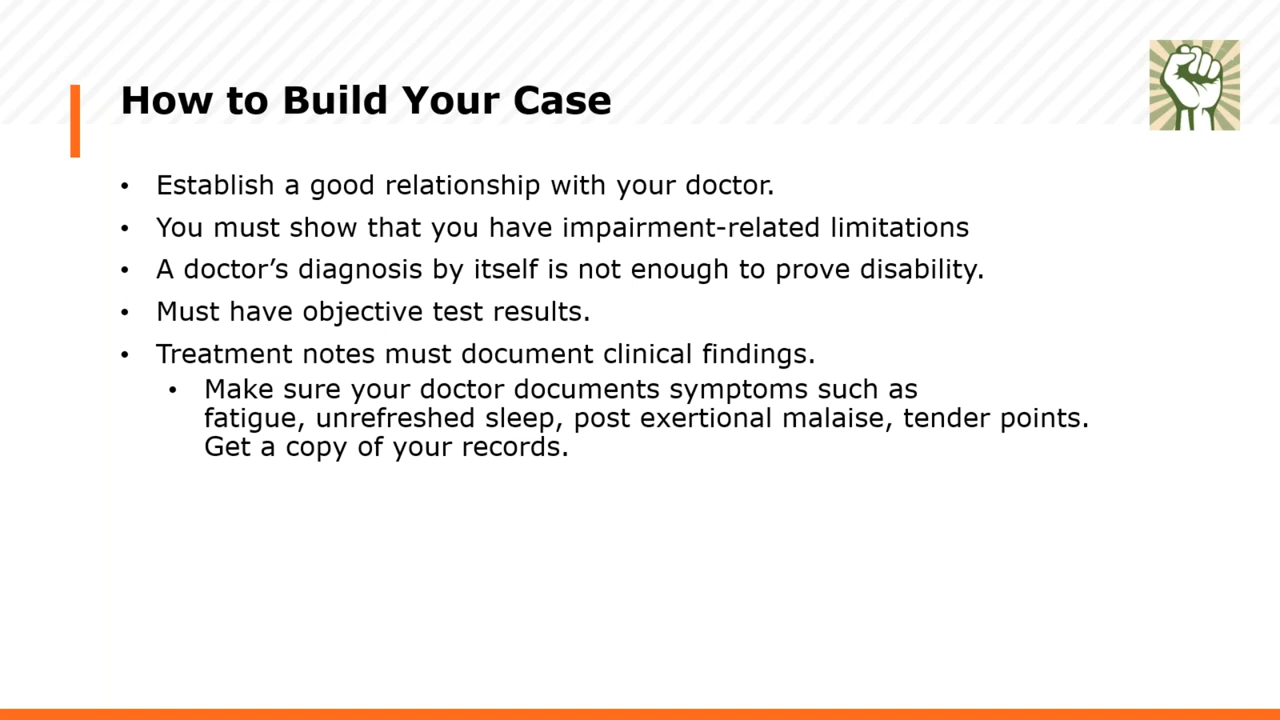 How to Build Your Case
• Establish a good relationship with your doctor.
• You must show that you have impairment-related limitations
• A doctor’s diagnosis by itself is not enough to prove disability.
• Must have objective test results.
• Treatment notes must document clinical findings.
• Make sure your doctor documents symptoms such as
fatigue, unrefreshed sleep, post exertional malaise, tender points.
Get a copy of your records.